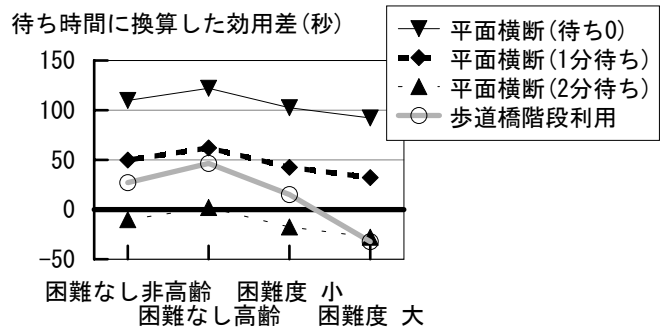 待ち時間に換算した効用差(秒)
平面横断(待ち0)
平面横断(1分待ち)
平面横断(2分待ち)
歩道橋階段利用
150
100
50
0
-50
困難なし非高齢 困難度 小
困難なし高齢 困難度 大